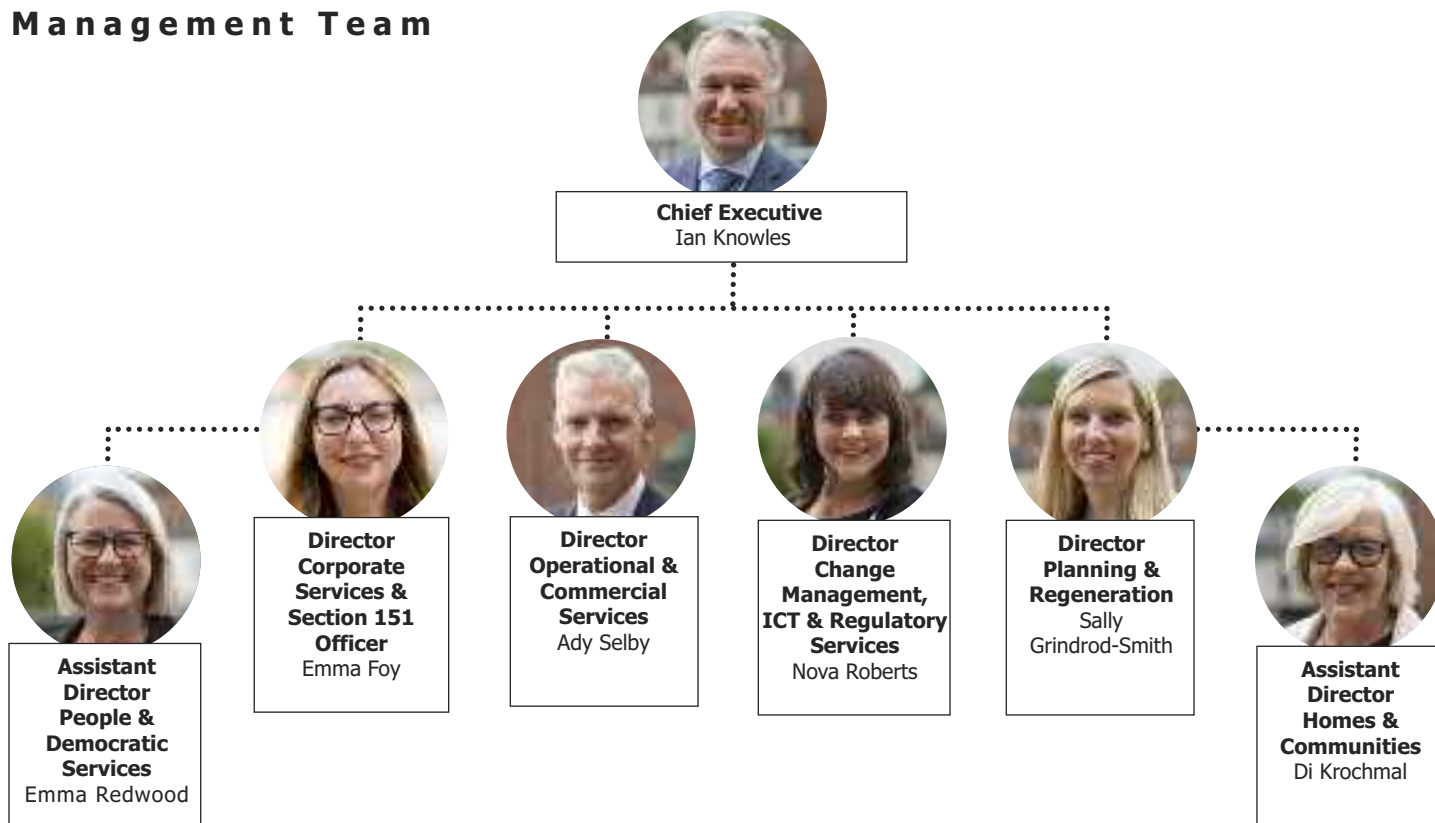 Management Team
Chief Executive
Ian Knowles
Director
Corporate
Services &
Section 151
Officer
Emma Foy
Director
Operational &
Commercial
Services
Ady Selby
Director
Change
Management,
ICT & Regulatory
Services
Nova Roberts
Director
Planning &
Regeneration
Sally
Grindrod-Smith
Assistant
Director
People &
Democratic
Services
Emma Redwood
Assistant
Director
Homes &
Communities
Di Krochmal